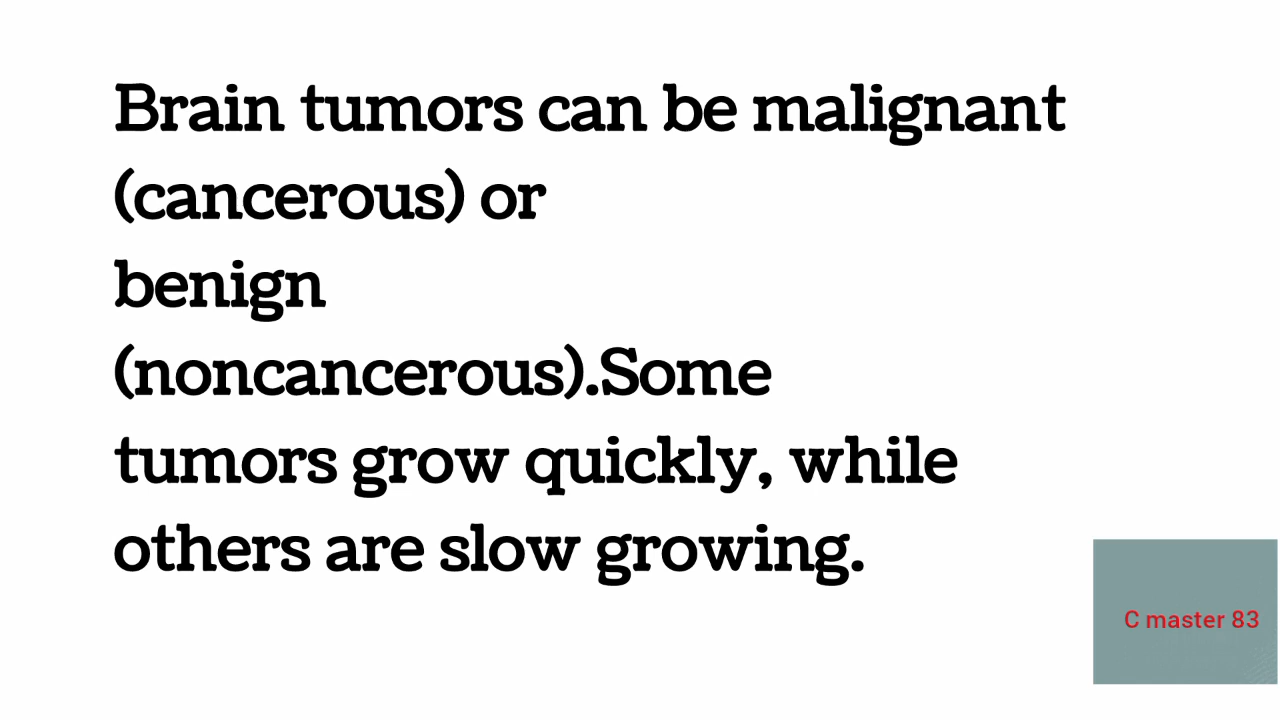 Brain tumors can be malignant
(cancerous) or
benign
(noncancerous).Some
tumors grow quickly, while
others are slow growing.
C master 83